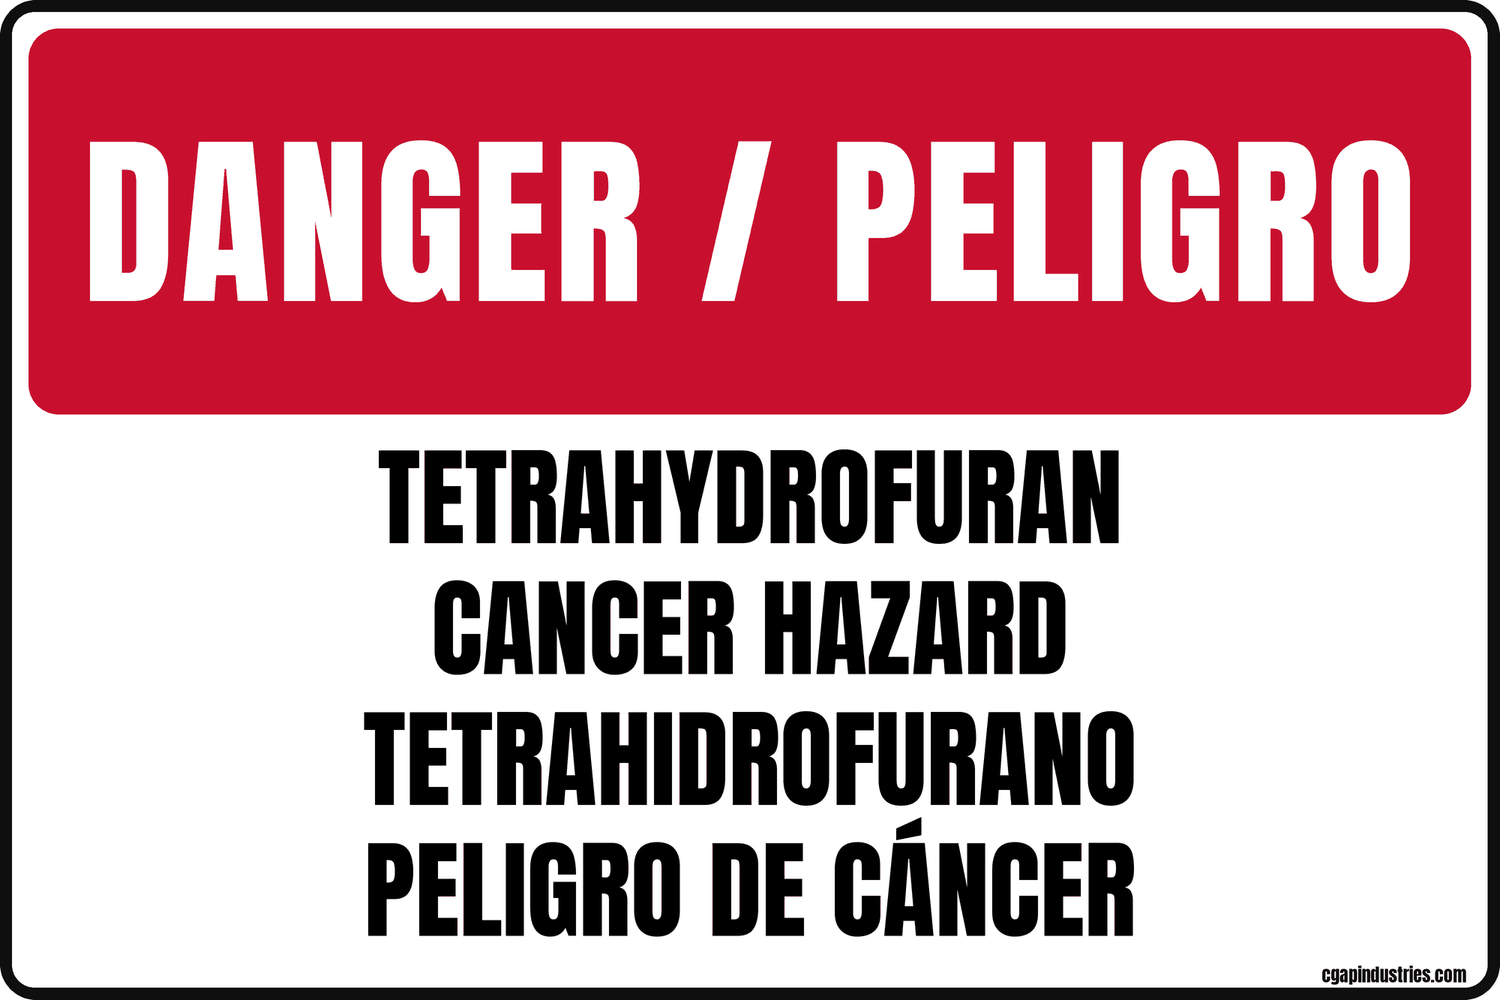 DANGER / PELIGRO
TETRAHYDROFURAN
CANCER HAZARD
TETRAHIDROFURANO
PELIGRO DE CÁNCER
cgapindustries.com